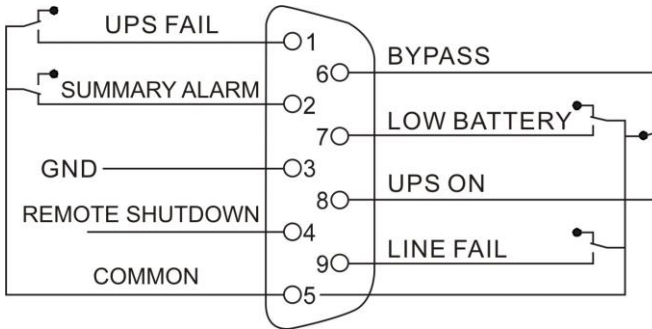 UPS FAIL
1
6
BYPASS
SUMMARY ALARM
2
7
LOW BATTERY
GND
3
8
UPS ON
REMOTE SHUTDOWN
4
9
LINE FAIL
COMMON
5